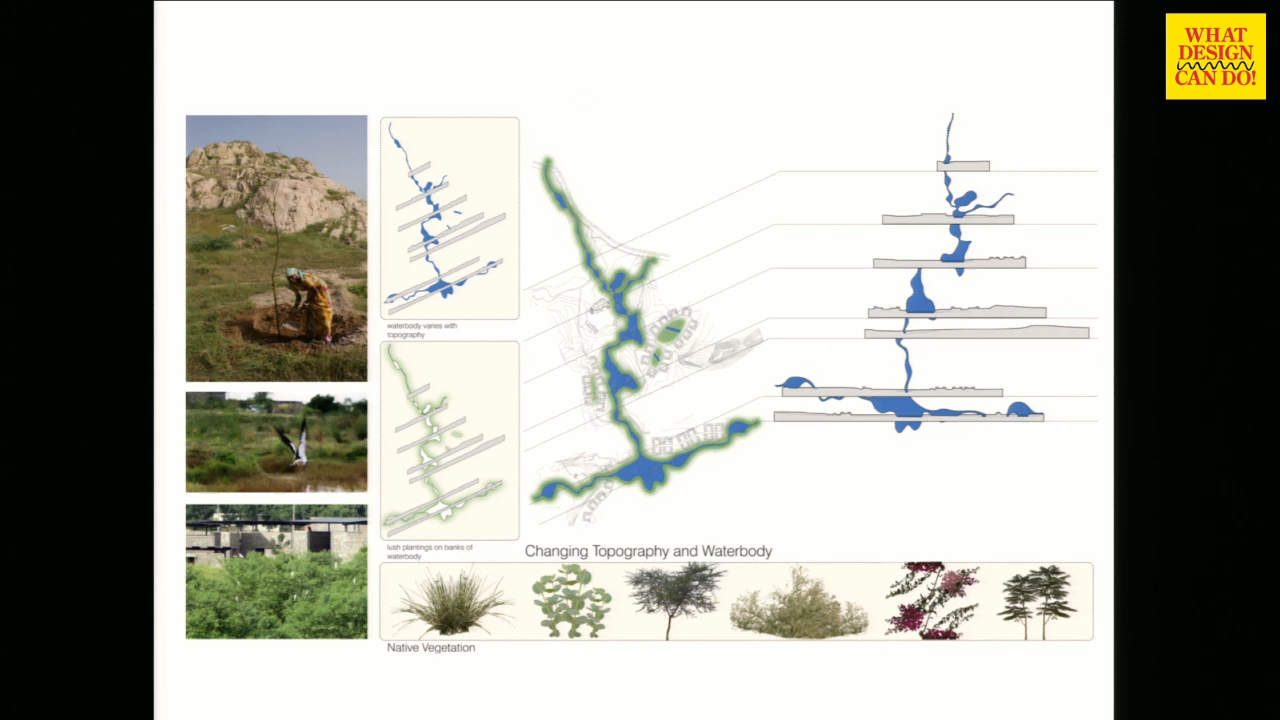 WHAT
DESIGN
CAN DO!
waterbody varies with
topography
lush plantings on banks of
waterbody
Changing Topography and Waterbody
Native Vegetation